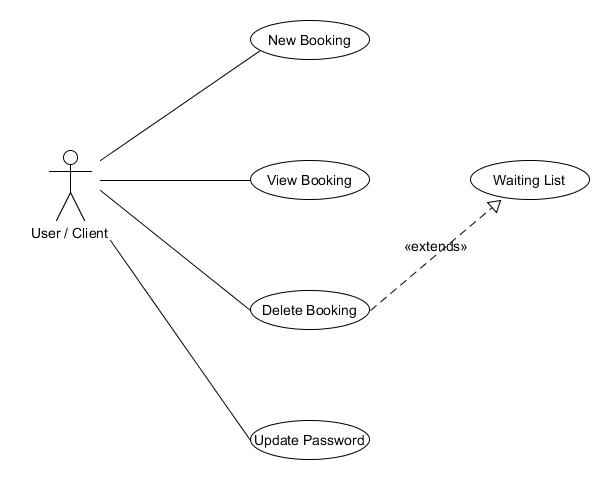 New Booking
View Booking
Waiting List
User / Client
«extends»
Delete Booking
Update Password